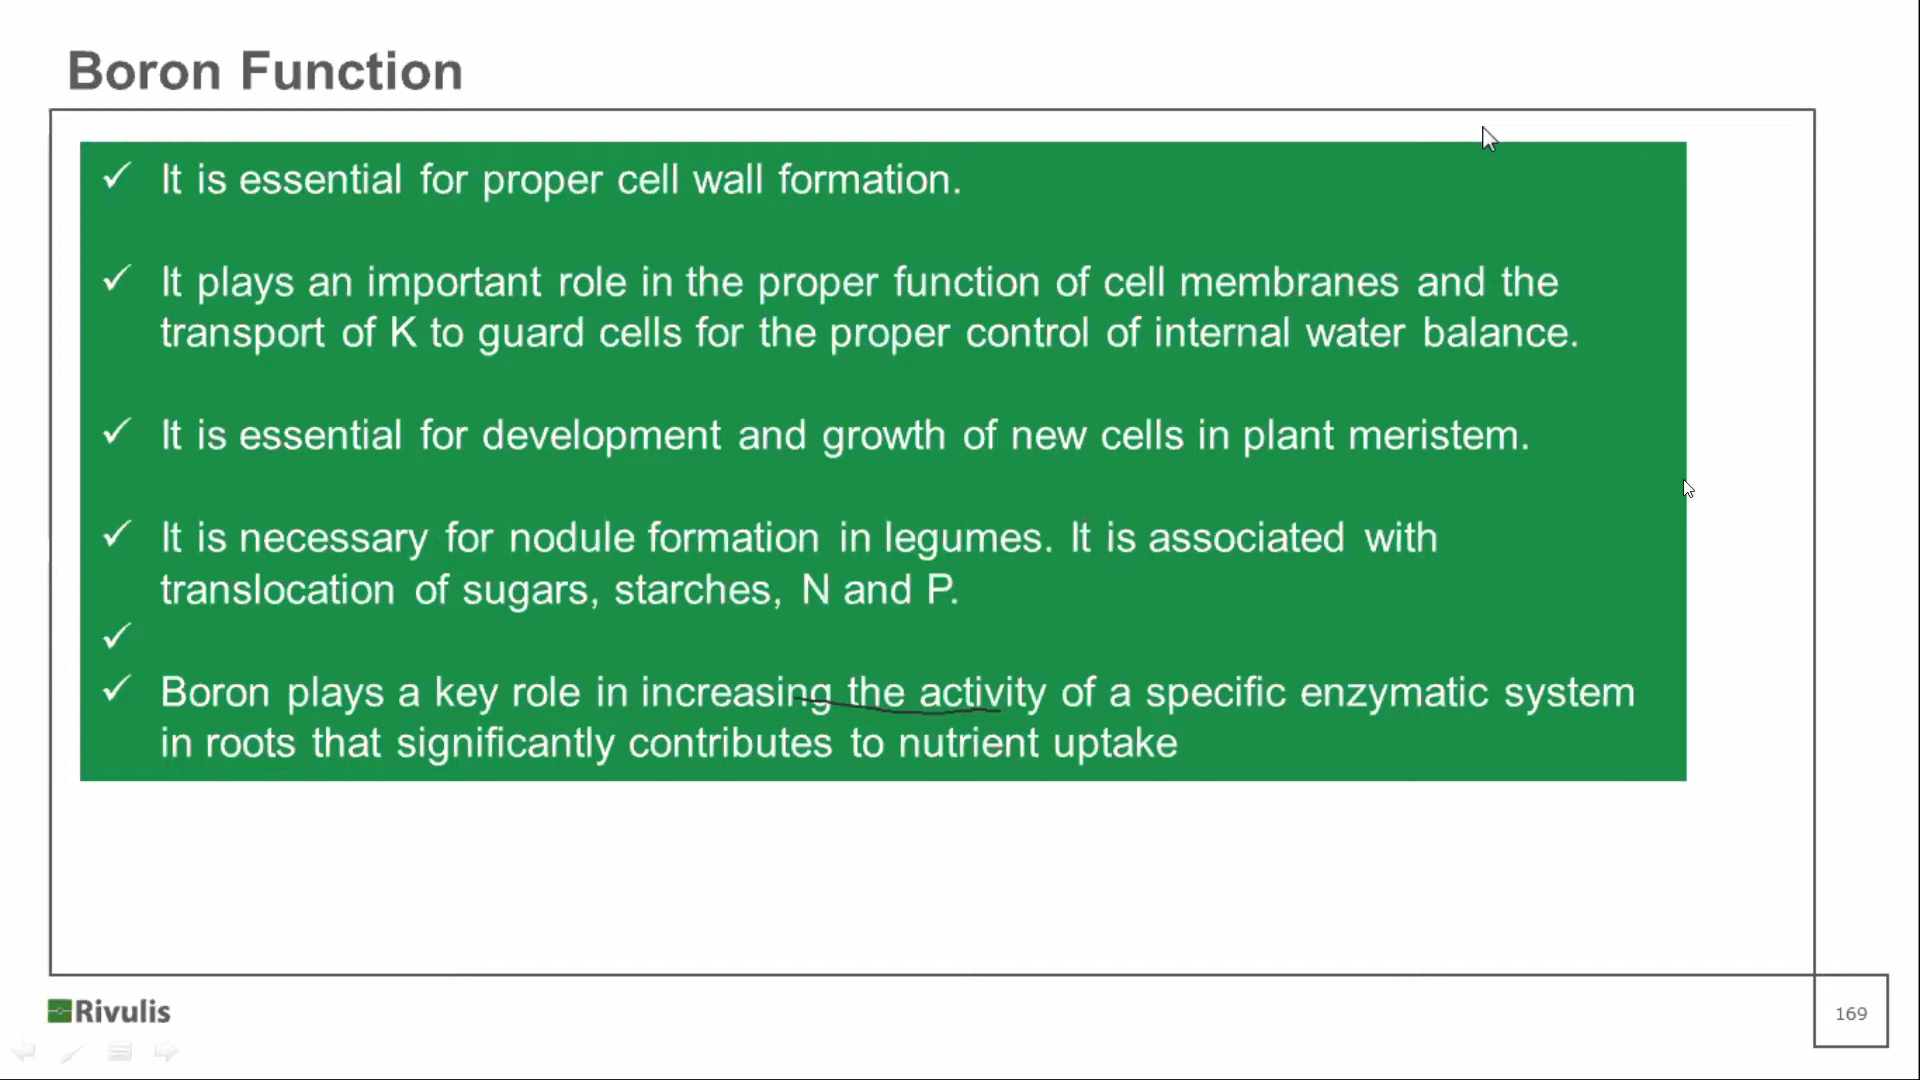 Boron Function
✓ It is essential for proper cell wall formation.
✓ It plays an important role in the proper function of cell membranes and the
transport of K to guard cells for the proper control of internal water balance.
✓ It is essential for development and growth of new cells in plant meristem.
✓ It is necessary for nodule formation in legumes. It is associated with
translocation of sugars, starches, N and P.
✓
✓ Boron plays a key role in increasing the activity of a specific enzymatic system
in roots that significantly contributes to nutrient uptake
Rivulis
169